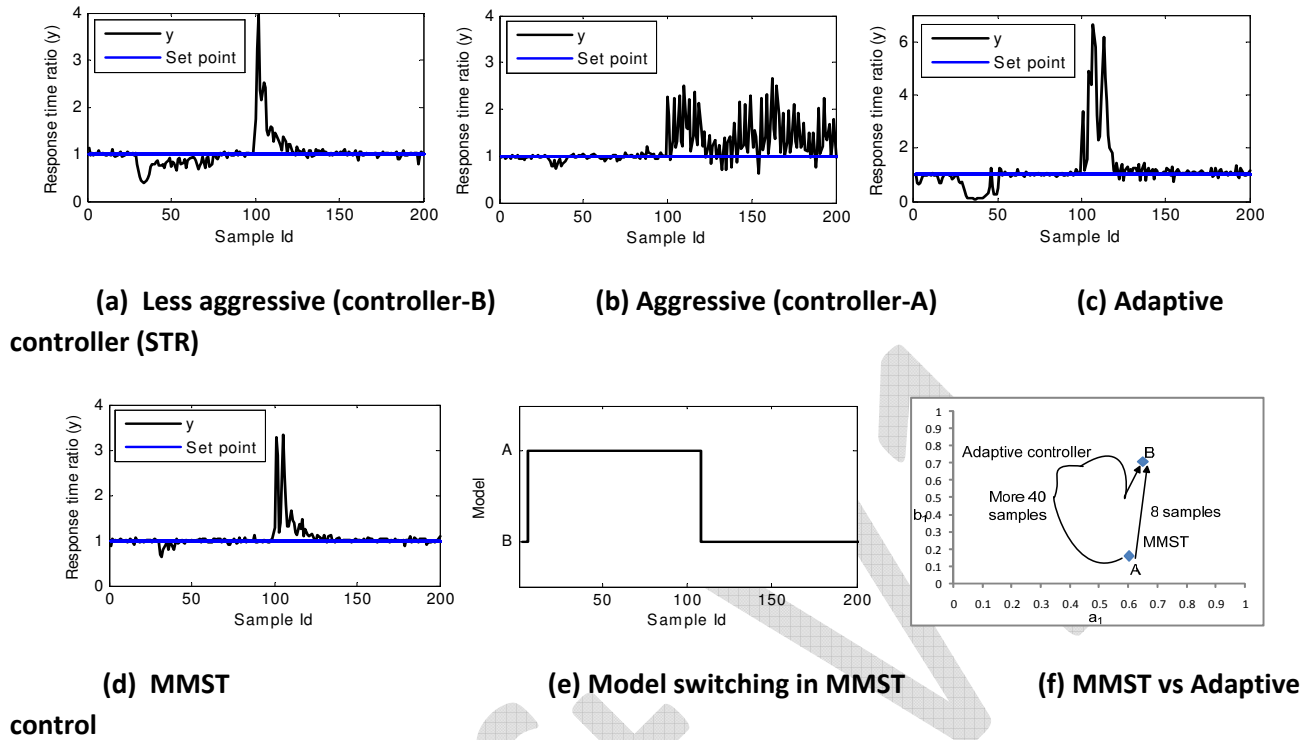 4
3
2
1
0
0 50 100 150 200
Response time ratio (y)
Sample Id
y
Set point
4
3
2
1
0
0 50 100 150 200
Response time ratio (y)
Sample Id
y
Set point
6
4
2
0
0 50 100 150 200
Response time ratio (y)
Sample Id
y
Set point
(a) Less aggressive (controller-B) (b) Aggressive (controller-A) (c) Adaptive
controller (STR)
4
3
2
1
0
0 50 100 150 200
Response time ratio (y)
Sample Id
y
Set point
A
B
Model
50 100 150 200
Sample Id
1
0.9
0.8
0.7
0.6
0.5
0.4
0.3
0.2
0.1
0
b1
Adaptive controller
B
More 40
samples
8 samples
MMST
A
0 0.1 0.2 0.3 0.4 0.5 0.6 0.7 0.8 0.9 1
a1
(d) MMST (e) Model switching in MMST (f) MMST vs Adaptive
control